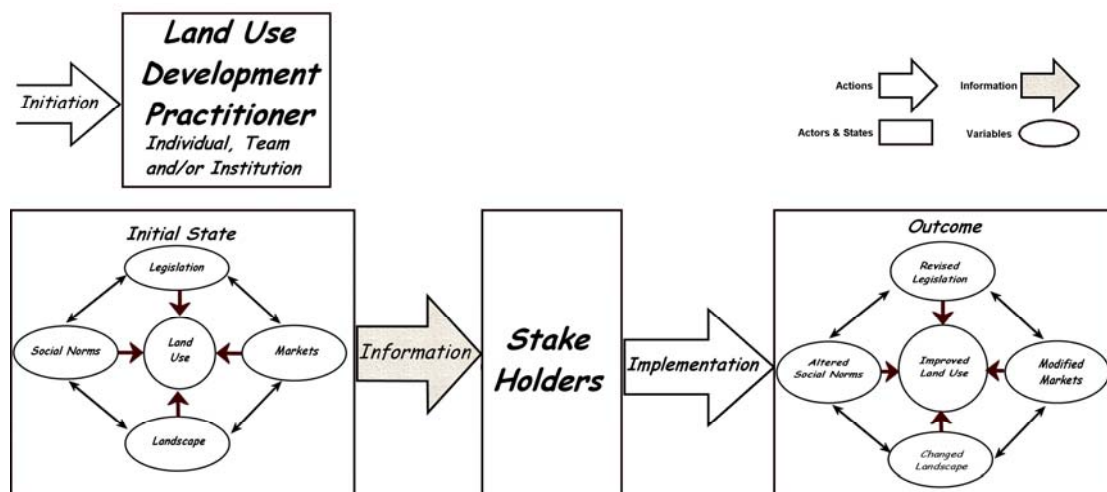 Land Use
Development
Practitioner
Individual, Team
and/or Institution
Initiation
Actions
Information
Actors & States
Variables
Initial State
Legislation
Social Norms
Land
Use
Markets
Landscape
Information
Stake
Holders
Implementation
Outcome
Revised
Legislation
Altered
Social Norms
Improved
Land Use
Modified
Markets
Changed
Landscape